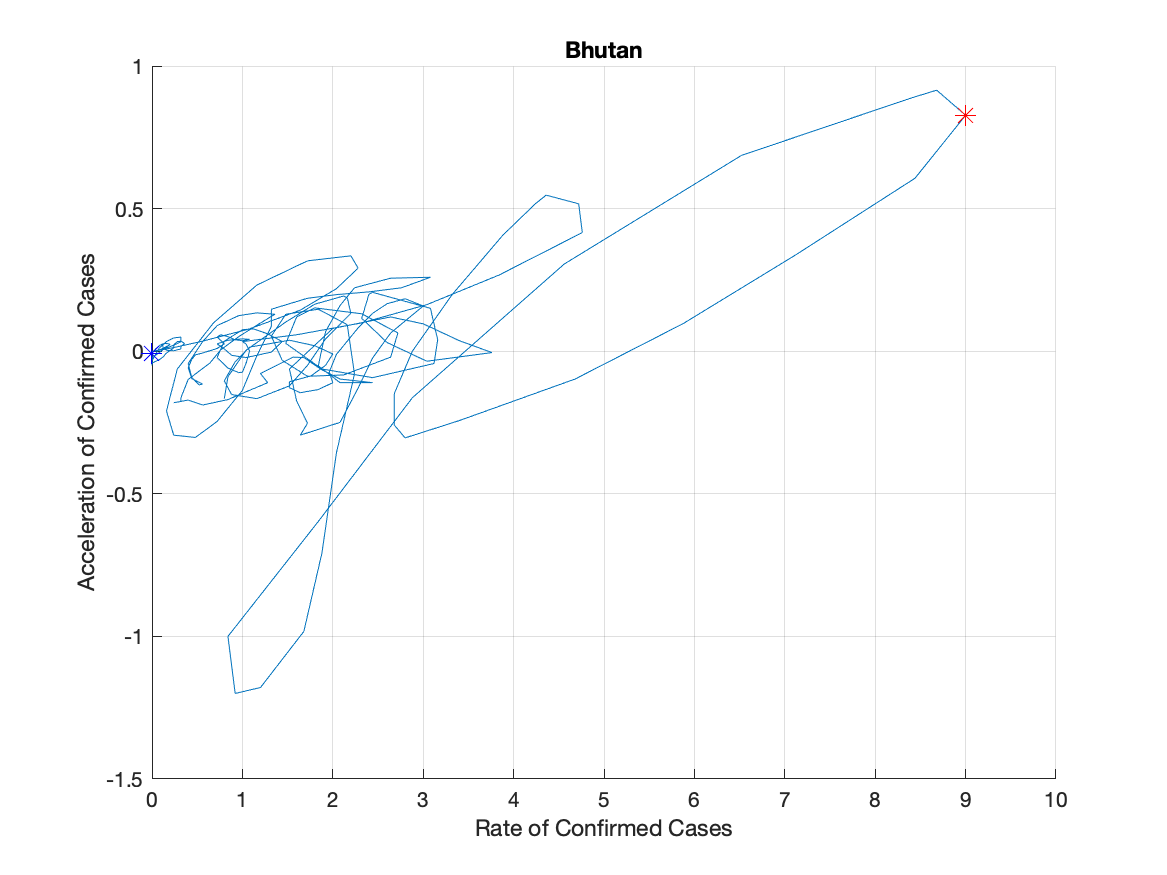 Bhutan
1
0.5
0
-0.5
-1
-1.5
Acceleration of Confirmed Cases
0 1 2 3 4 5 6 7 8 9 10
Rate of Confirmed Cases